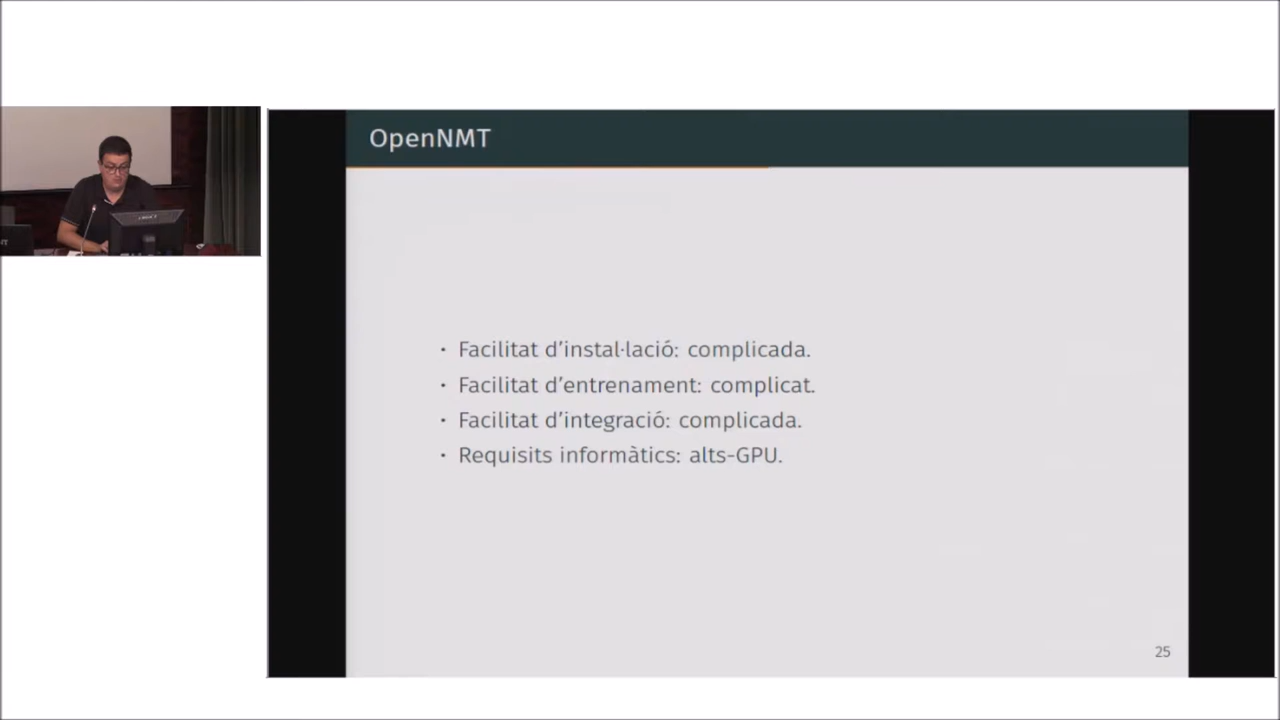 OpenNMT
· Facilitat d'instal·lació: complicada.
· Facilitat d'entrenament: complicat.
· Facilitat d'integració: complicada.
· Requisits informàtics: alts-GPU.
25